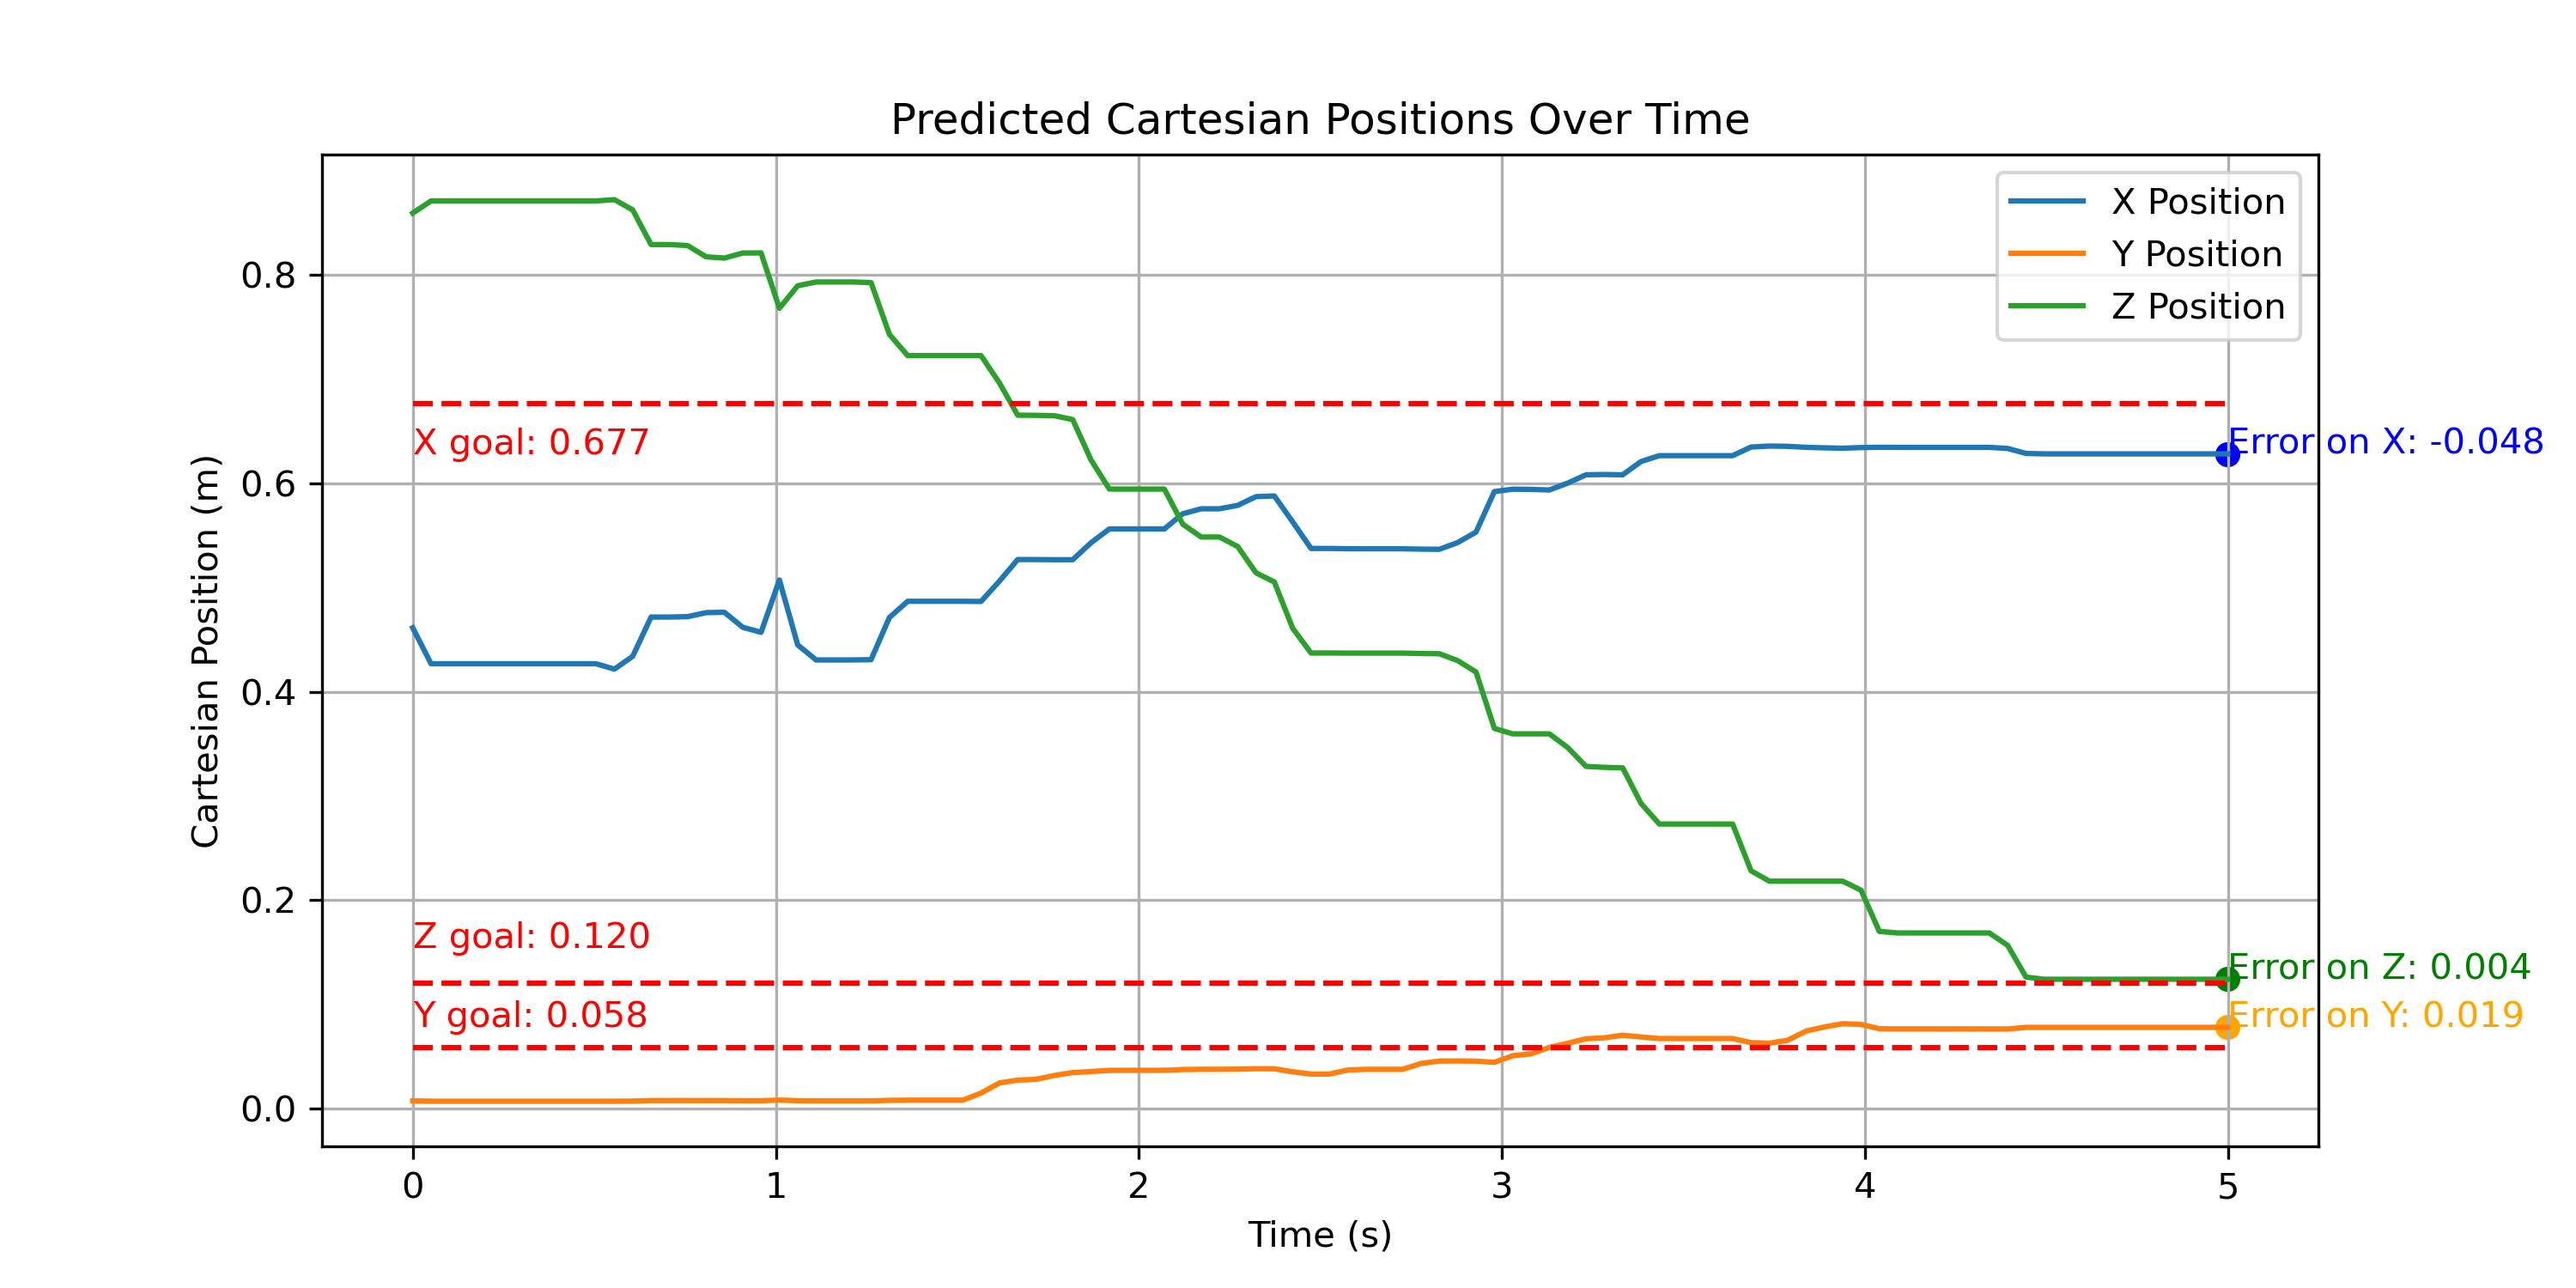 Predicted Cartesian Positions Over Time
X Position
Y Position
Z Position
Cartesian Position (m)
0.8
0.6
0.4
0.2
0.0
X goal: 0.677
Error on X: -0.048
Z goal: 0.120
Error on Z: 0.004
Y goal: 0.058
Error on Y: 0.019
0 1 2 3 4 5
Time (s)